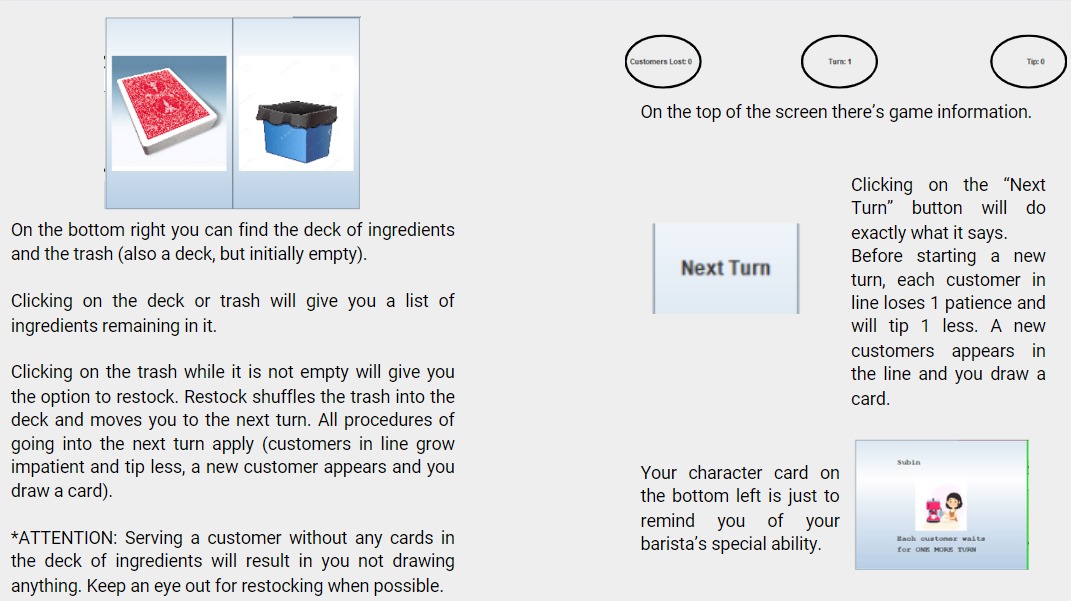 On the bottom right you can find the deck of ingredients
and the trash (also a deck, but initially empty).
Clicking on the deck or trash will give you a list of
ingredients remaining in it.
Clicking on the trash while it is not empty will give you
the option to restock. Restock shuffles the trash into the
deck and moves you to the next turn. All procedures of
going into the next turn apply (customers in line grow
impatient and tip less, a new customer appears and you
draw a card).
*ATTENTION: Serving a customer without any cards in
the deck of ingredients will result in you not drawing
anything. Keep an eye out for restocking when possible.
Customers Lost: 0
Turn: 1
Tip: 0
On the top of the screen there’s game information.
Next Turn
Clicking on the “Next
Turn” button will do
exactly what it says.
Before starting a new
turn, each customer in
line loses 1 patience and
will tip 1 less. A new
customers appears in
the line and you draw a
card.
Your character card on
the bottom left is just to
remind you of your
barista’s special ability.
Subin
Each customer waits
for ONE MORE TURN